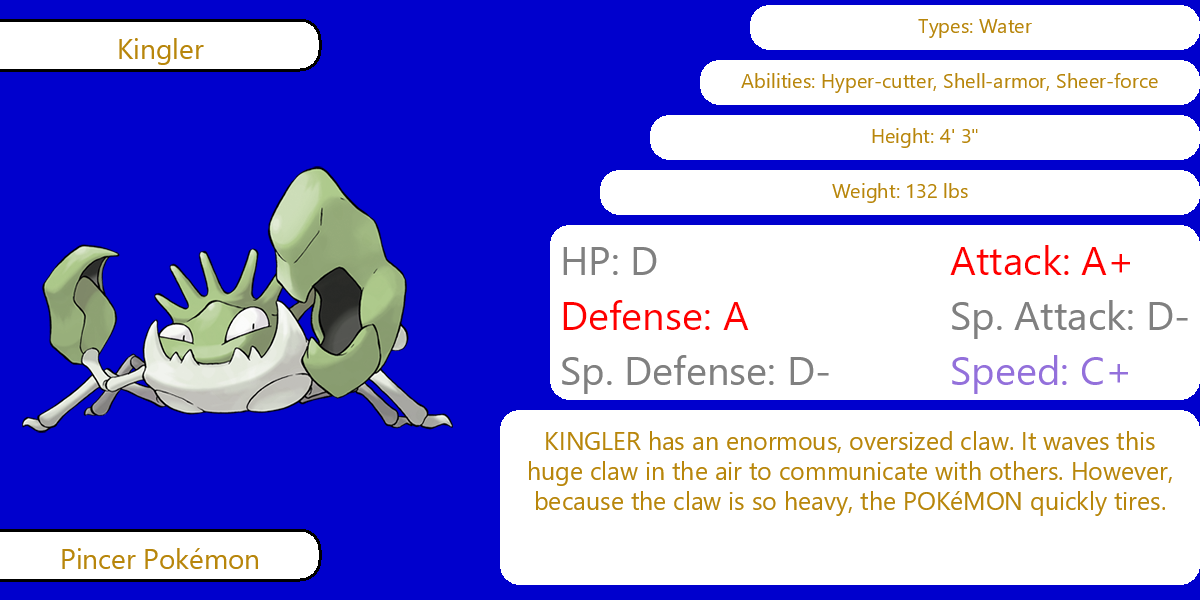 Kingler
Types: Water
Abilities: Hyper-cutter, Shell-armor, Sheer-force
Height: 4' 3"
Weight: 132 lbs
HP: D
Attack: A+
Defense: A
Sp. Attack: D-
Sp. Defense: D-
Speed: C+
KINGLER has an enormous, oversized claw. It waves this
huge claw in the air to communicate with others. However,
because the claw is so heavy, the POKéMON quickly tires.
Pincer Pokémon